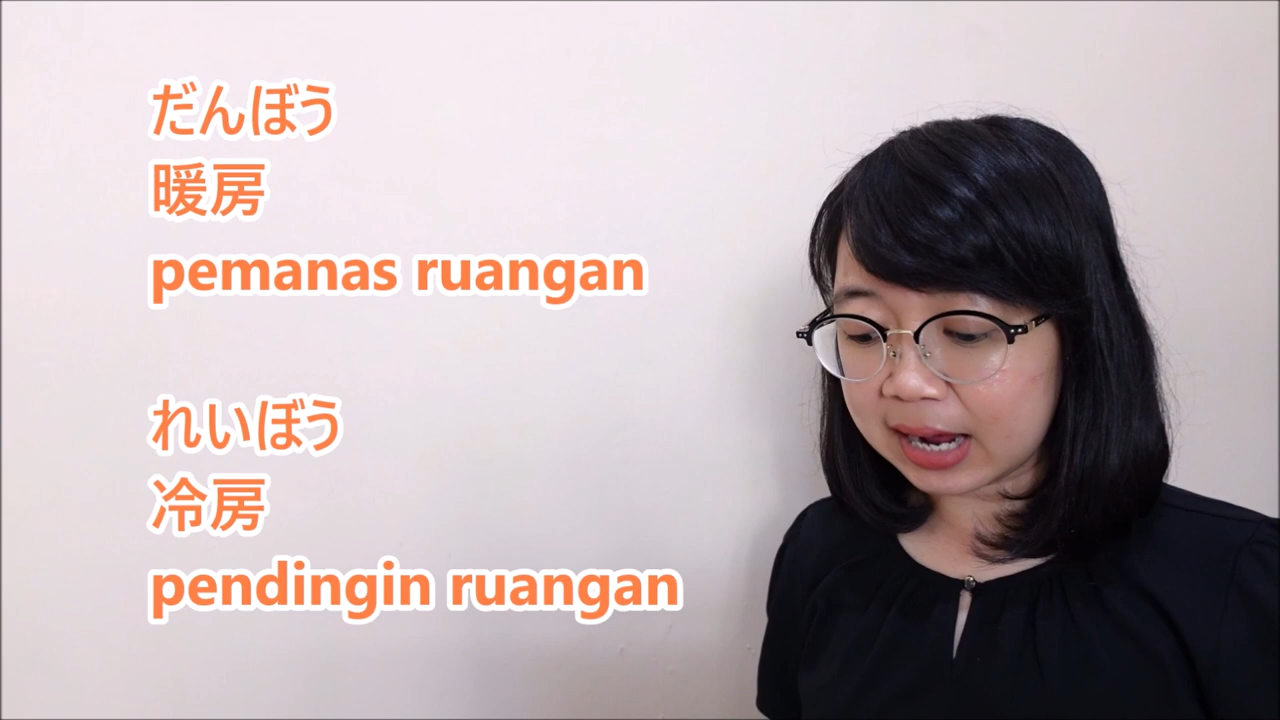 だんぼう
暖房
pemanas ruangan
れいぼう
冷房
pendingin ruangan